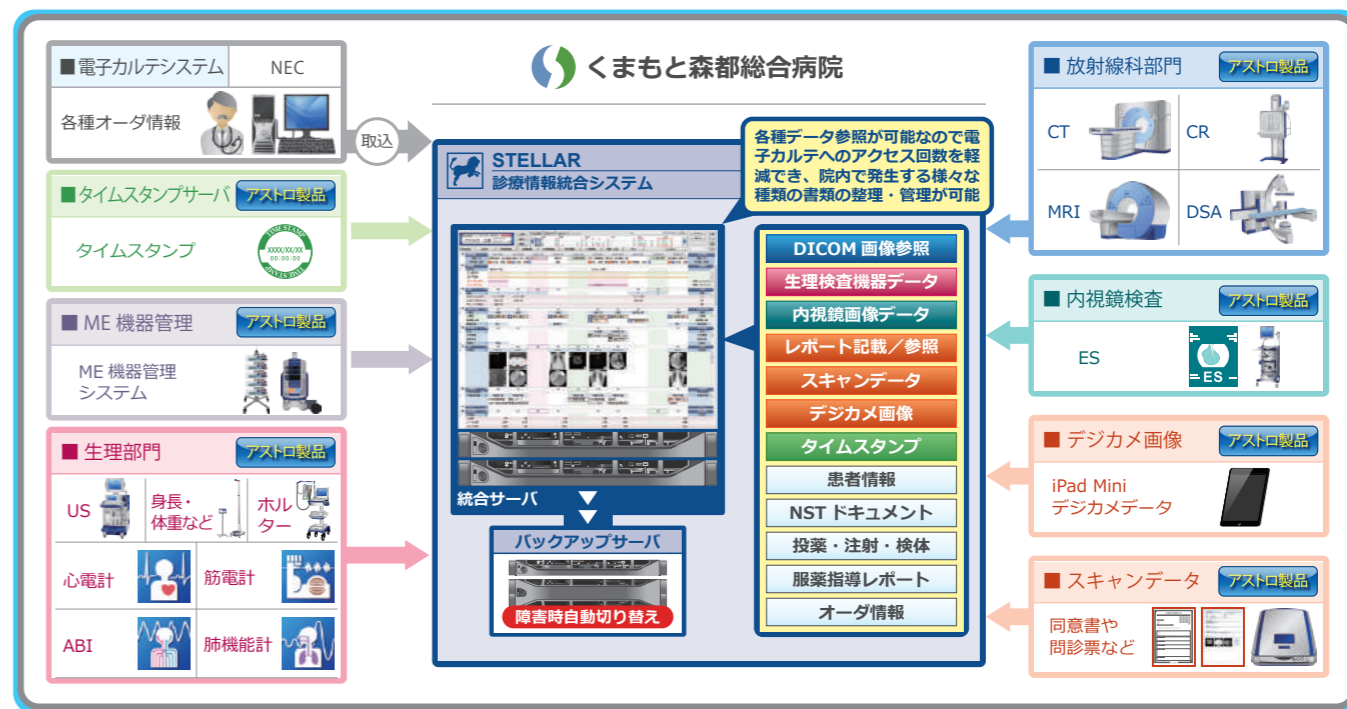 ■電子カルテシステム NEC
各種オーダ情報
取込
■タイムスタンプサーバ アストロ製品
タイムスタンプ
TIME STAMP
XXXX/XX/XX
00:00:00
TIME STAMP
■ ME 機器管理 アストロ製品
ME 機器管理
システム
■ 生理部門 アストロ製品
US
身長・
体重など
ホル
ター
心電計
筋電計
ABI
肺機能計
くまもと森都総合病院
STELLAR
診療情報統合システム
各種データ参照が可能なので電
子カルテへのアクセス回数を軽
減でき、院内で発生する様々な
種類の書類の整理・管理が可能
統合サーバ
バックアップサーバ
障害時自動切り替え
DICOM 画像参照
生理検査機器データ
内視鏡画像データ
レポート記載／参照
スキャンデータ
デジカメ画像
タイムスタンプ
患者情報
NST ドキュメント
投薬・注射・検体
服薬指導レポート
オーダ情報
■ 放射線科部門 アストロ製品
CT
CR
MRI
DSA
■ 内視鏡検査 アストロ製品
ES
ES
■ デジカメ画像 アストロ製品
iPad Mini
デジカメデータ
■ スキャンデータ アストロ製品
同意書や
問診票など